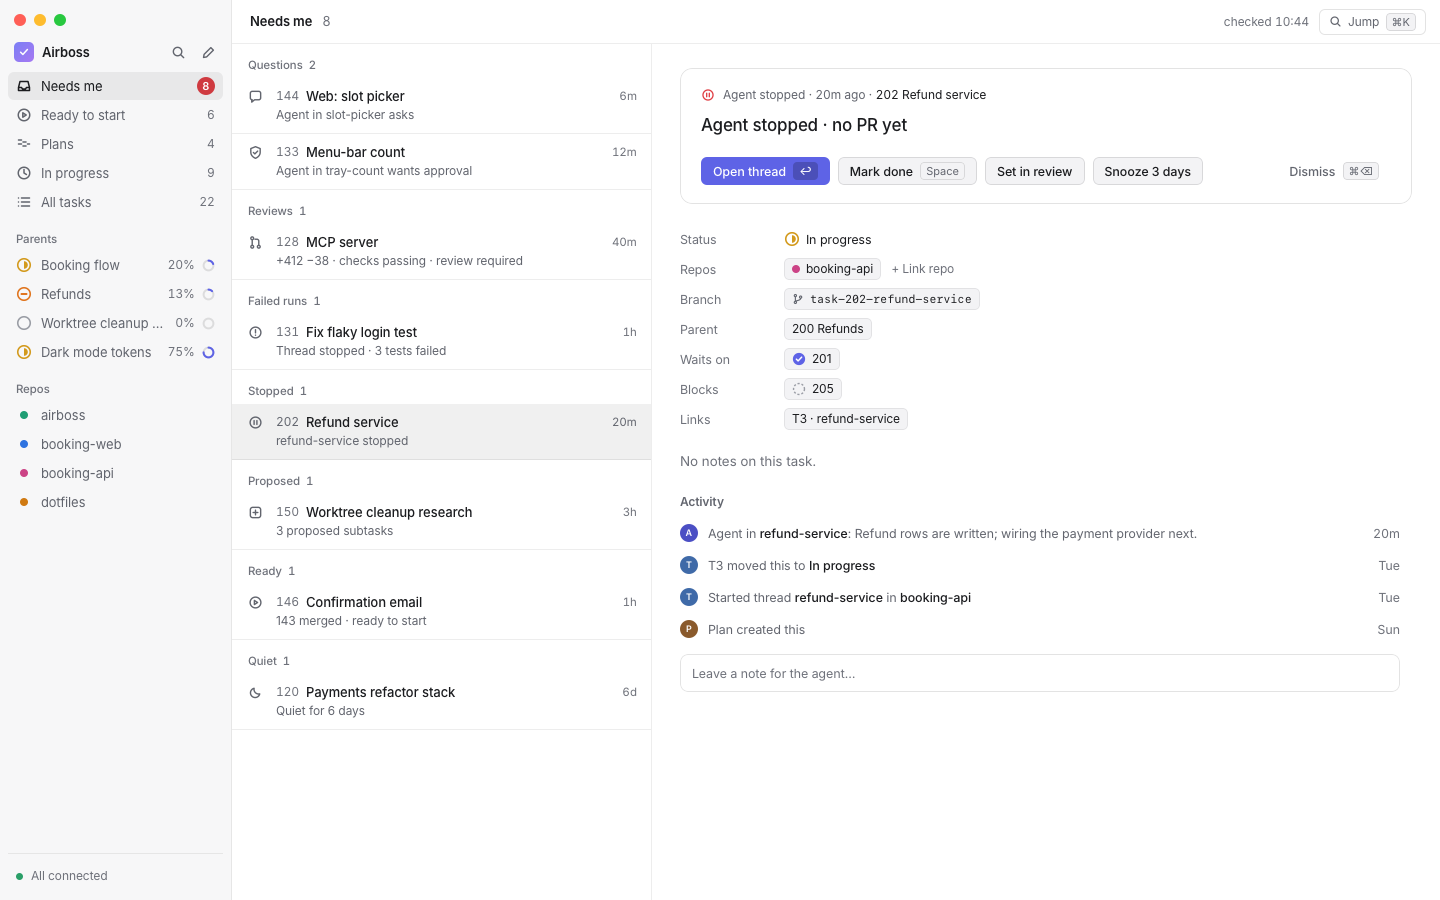 Airboss
Needs me 8
Ready to start 6
Plans 4
In progress 9
All tasks 22
Parents
Booking flow 20%
Refunds 13%
Worktree cleanup ... 0%
Dark mode tokens 75%
Repos
airboss
booking-web
booking-api
dotfiles
All connected
Needs me 8
checked 10:44
Jump ⌘K
Questions 2
144 Web: slot picker 6m
Agent in slot-picker asks
133 Menu-bar count 12m
Agent in tray-count wants approval
Reviews 1
128 MCP server 40m
+412 −38 · checks passing · review required
Failed runs 1
131 Fix flaky login test 1h
Thread stopped · 3 tests failed
Stopped 1
202 Refund service 20m
refund-service stopped
Proposed 1
150 Worktree cleanup research 3h
3 proposed subtasks
Ready 1
146 Confirmation email 1h
143 merged · ready to start
Quiet 1
120 Payments refactor stack 6d
Quiet for 6 days
Agent stopped · 20m ago · 202 Refund service
Agent stopped · no PR yet
Open thread ↩ Mark done Space Set in review Snooze 3 days Dismiss ⌘⌫
Status In progress
Repos booking-api + Link repo
Branch task-202-refund-service
Parent 200 Refunds
Waits on 201
Blocks 205
Links T3 · refund-service
No notes on this task.
Activity
A Agent in refund-service: Refund rows are written; wiring the payment provider next. 20m
T T3 moved this to In progress Tue
T Started thread refund-service in booking-api Tue
P Plan created this Sun
Leave a note for the agent...